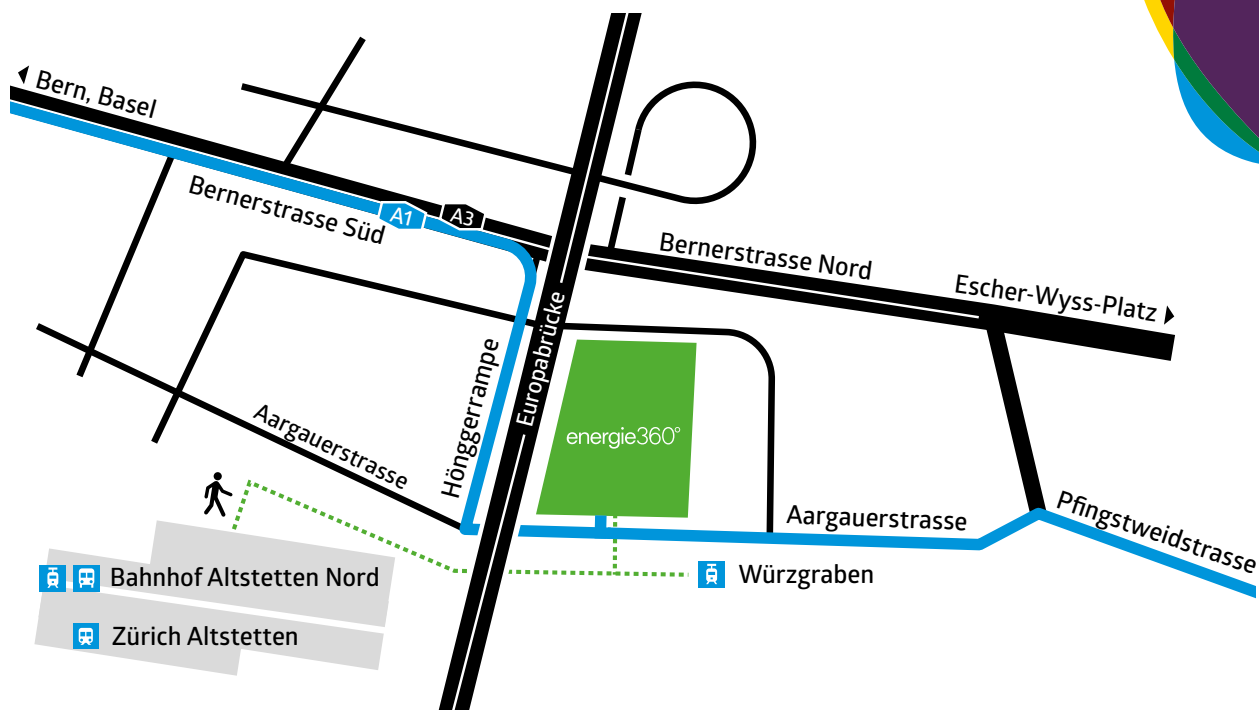 Bern, Basel
Bernerstrasse Süd
A1
A3
Bernerstrasse Nord
Escher-Wyss-Platz
Europabrücke
Hönggerrampe
Aargauerstrasse
energie360°
Aargauerstrasse
Pfingstweidstrasse
Bahnhof Altstetten Nord
Würzgraben
Zürich Altstetten